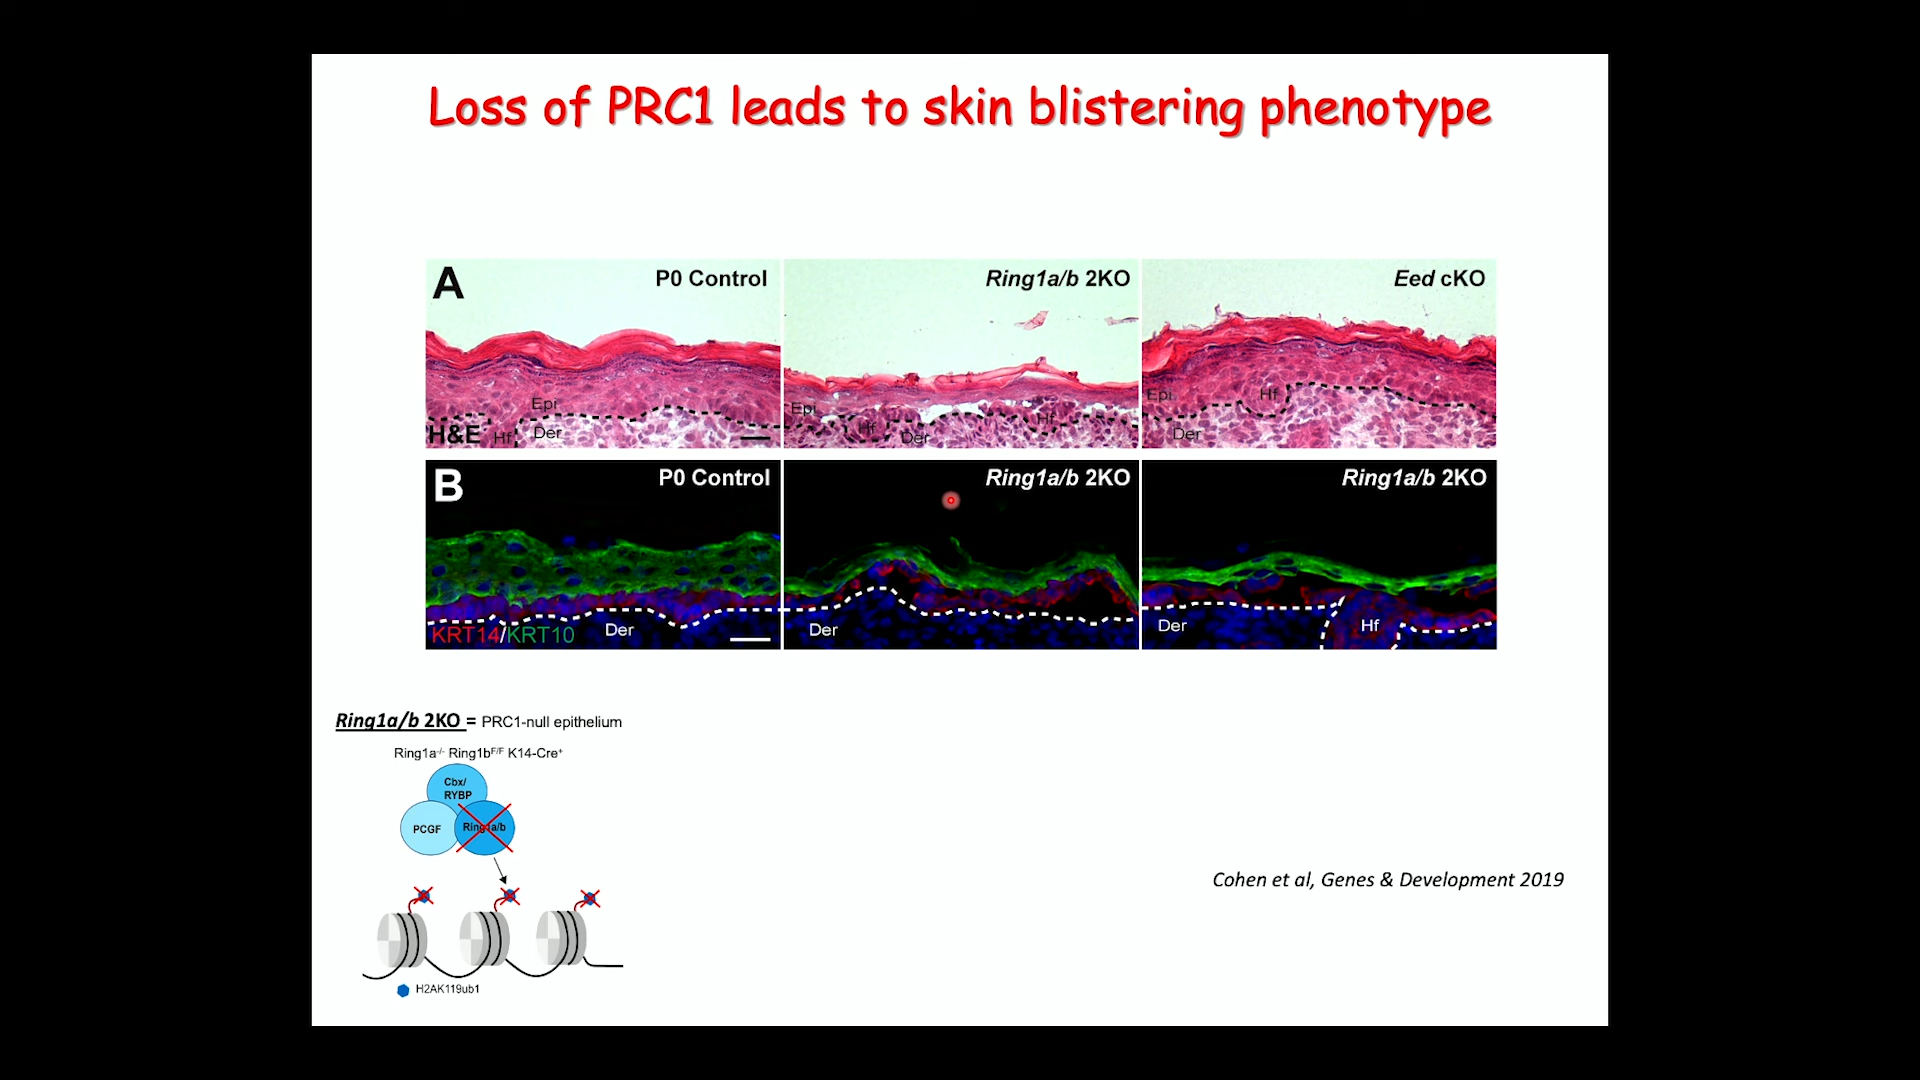 Loss of PRC1 leads to skin blistering phenotype
A
P0 Control
Ring1a/b 2KO
Eed cKO
Epi
Epi
Epi
Hf
Hf
Hf
H&E
Hf
Der
Der
Der
B
P0 Control
Ring1a/b 2KO
Ring1a/b 2KO
KRT14/KRT10
Der
Der
Der
Hf
Ring1a/b 2KO = PRC1-null epithelium
Ring1a-/- Ring1bF/F K14-Cre+
Cbx/
RYBP
PCGF
Ring1a/b
H2AK119ub1
Cohen et al, Genes & Development 2019